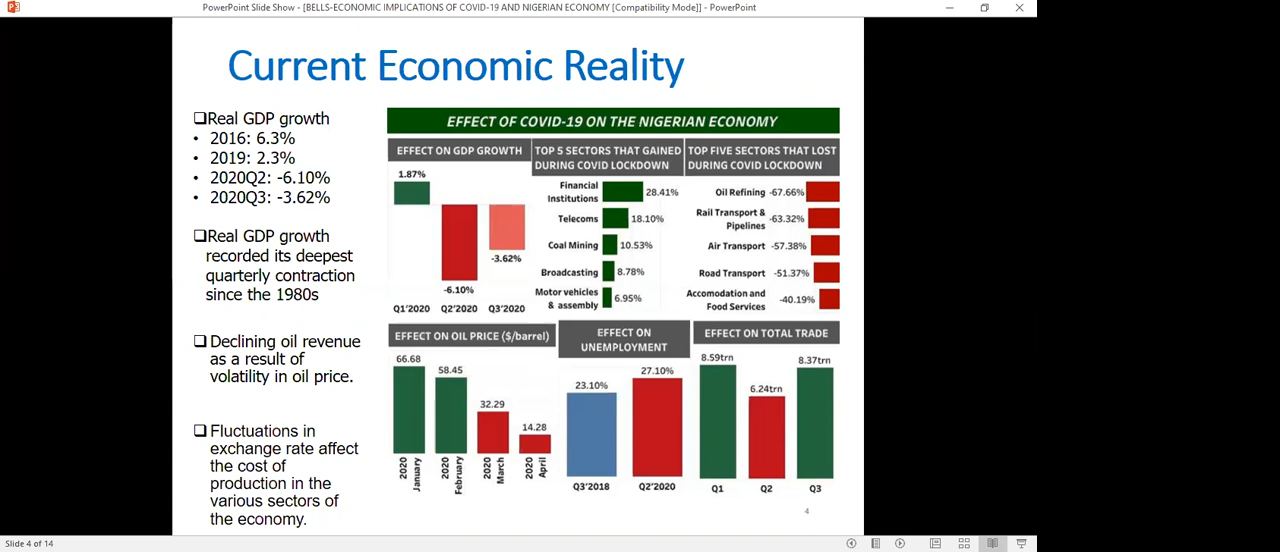 PowerPoint Slide Show - [BELLS-ECONOMIC IMPLICATIONS OF COVID-19 AND NIGERIAN ECONOMY [Compatibility Mode]] - PowerPoint
Current Economic Reality
Real GDP growth
• 2016: 6.3%
• 2019: 2.3%
• 2020Q2: -6.10%
• 2020Q3: -3.62%
Real GDP growth
recorded its deepest
quarterly contraction
since the 1980s
Declining oil revenue
as a result of
volatility in oil price.
Fluctuations in
exchange rate affect
the cost of
production in the
various sectors of
the economy.
EFFECT OF COVID-19 ON THE NIGERIAN ECONOMY
EFFECT ON GDP GROWTH
1.87%
-6.10%
-3.62%
Q1'2020 Q2'2020 Q3'2020
TOP 5 SECTORS THAT GAINED
DURING COVID LOCKDOWN
Financial
Institutions
28.41%
Telecoms 18.10%
Coal Mining 10.53%
Broadcasting 8.78%
Motor vehicles
& assembly
6.95%
TOP FIVE SECTORS THAT LOST
DURING COVID LOCKDOWN
Oil Refining -67.66%
Rail Transport &
Pipelines
-63.32%
Air Transport -57.38%
Road Transport -51.37%
Accomodation and
Food Services
-40.19%
EFFECT ON OIL PRICE ($/barrel)
66.68
58.45
32.29
14.28
2020
January
2020
February
2020
March
2020
April
EFFECT ON
UNEMPLOYMENT
23.10%
27.10%
Q3'2018 Q2'2020
EFFECT ON TOTAL TRADE
8.59trn
6.24trn
8.37trn
Q1 Q2 Q3
4
Slide 4 of 14